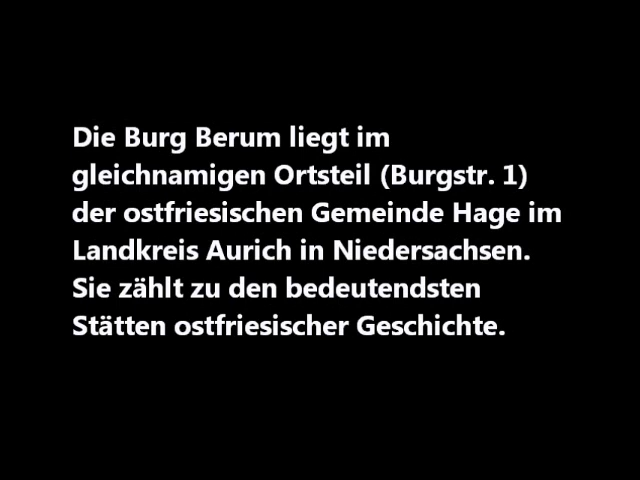 Die Burg Berum liegt im
gleichnamigen Ortsteil (Burgstr. 1)
der ostfriesischen Gemeinde Hage im
Landkreis Aurich in Niedersachsen.
Sie zählt zu den bedeutendsten
Stätten ostfriesischer Geschichte.